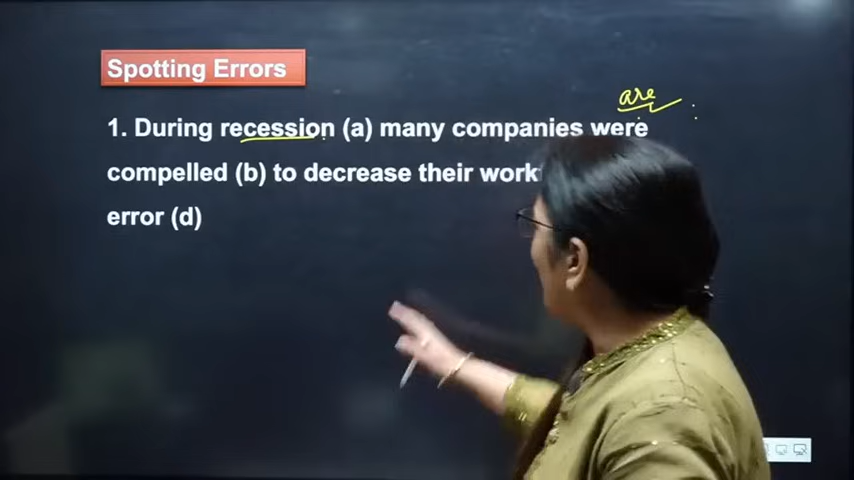 Spotting Errors
are
1. During recession (a) many companies were
compelled (b) to decrease their work
error (d)